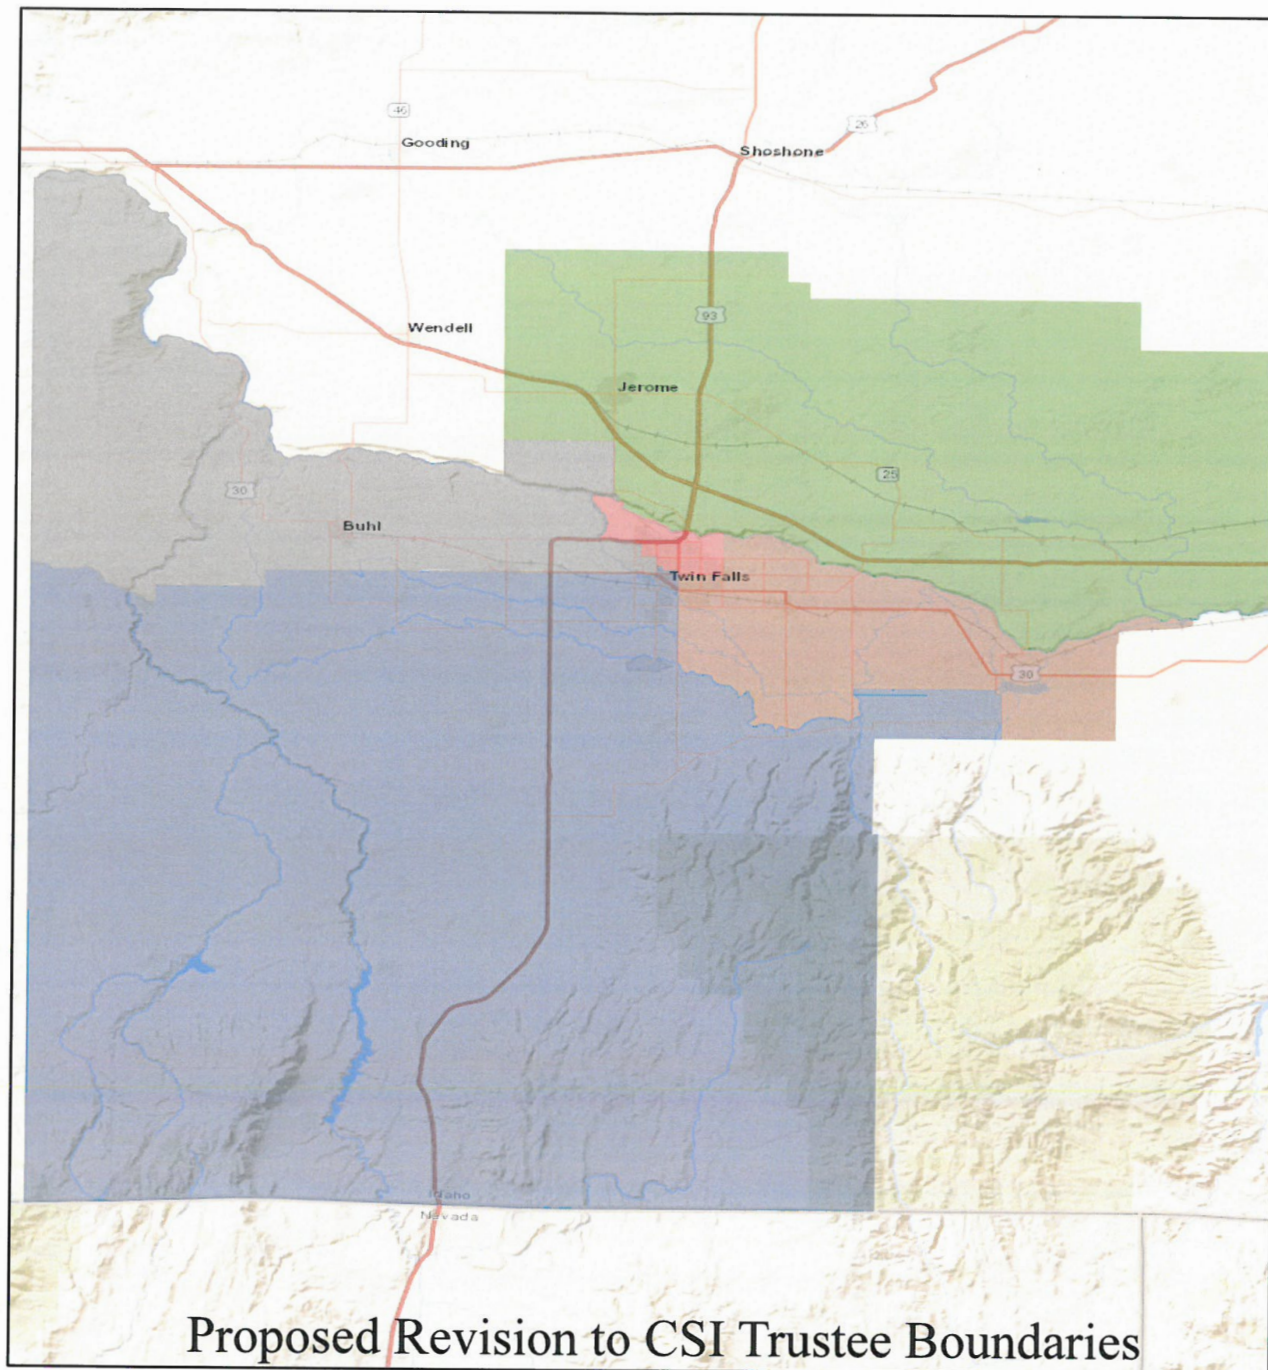 46
Gooding
Shoshone
26
93
Wendell
Jerome
25
30
Buhl
Twin Falls
30
Idaho
Nevada
Proposed Revision to CSI Trustee Boundaries